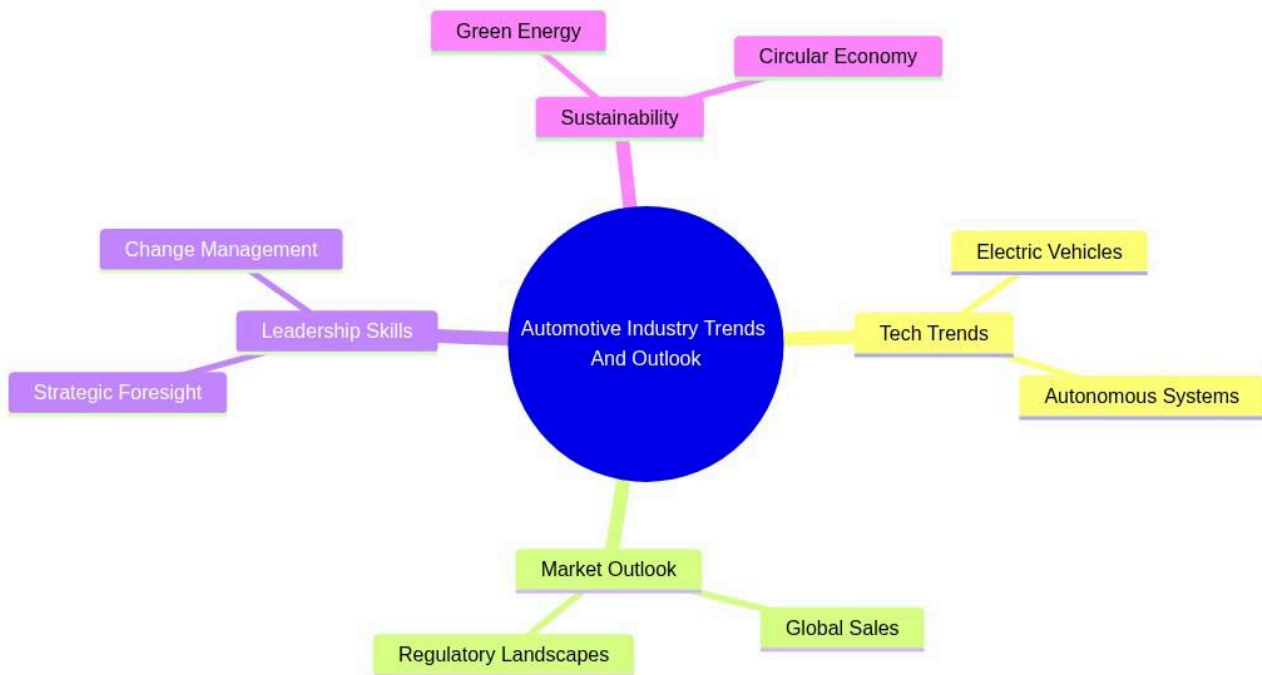 Green Energy
Circular Economy
Sustainability
Change Management
Electric Vehicles
Leadership Skills
Automotive Industry Trends
And Outlook
Tech Trends
Strategic Foresight
Autonomous Systems
Market Outlook
Global Sales
Regulatory Landscapes